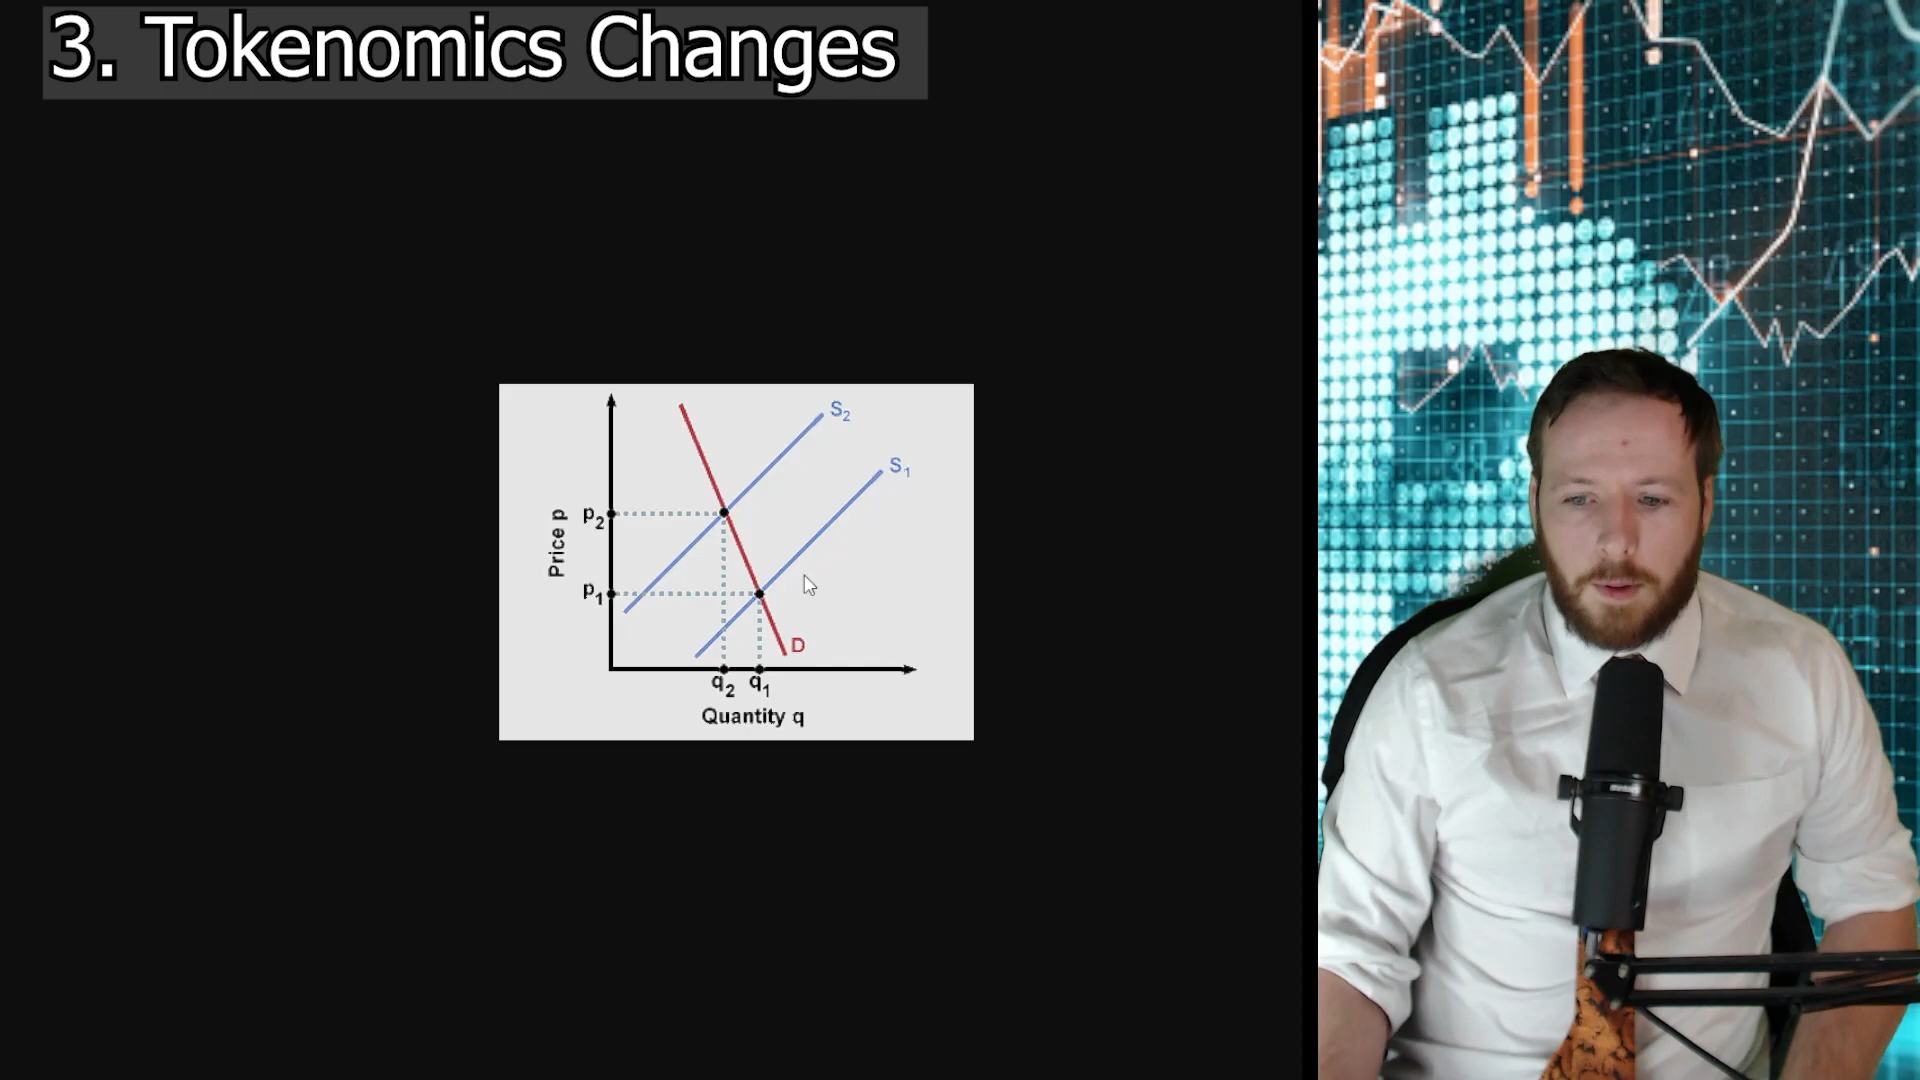 3. Tokenomics Changes
S2
S1
p2
Price p
p1
D
q2 q1
Quantity q